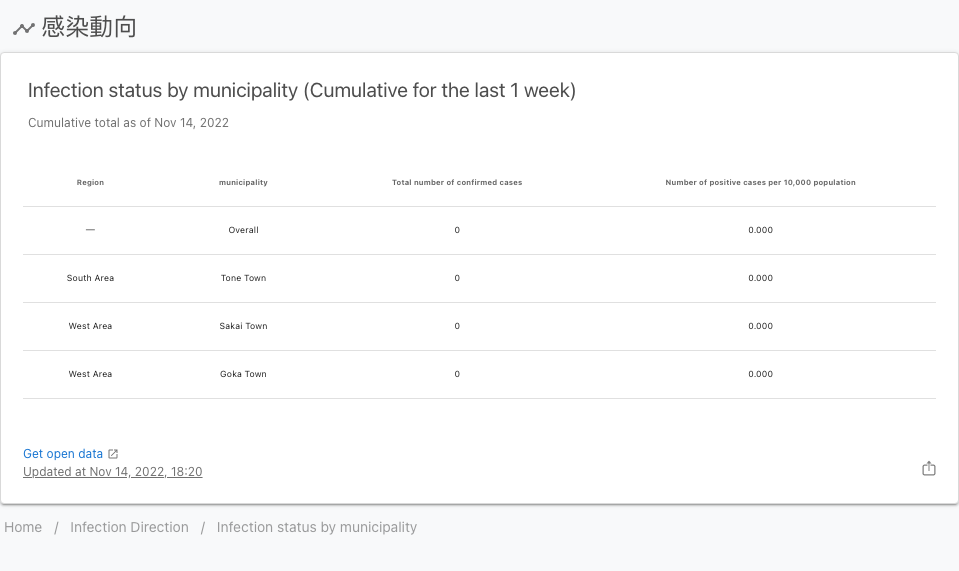 感染動向
Infection status by municipality (Cumulative for the last 1 week)
Cumulative total as of Nov 14, 2022
Region municipality Total number of confirmed cases Number of positive cases per 10,000 population
— Overall 0 0.000
South Area Tone Town 0 0.000
West Area Sakai Town 0 0.000
West Area Goka Town 0 0.000
Get open data
Updated at Nov 14, 2022, 18:20
Home / Infection Direction / Infection status by municipality